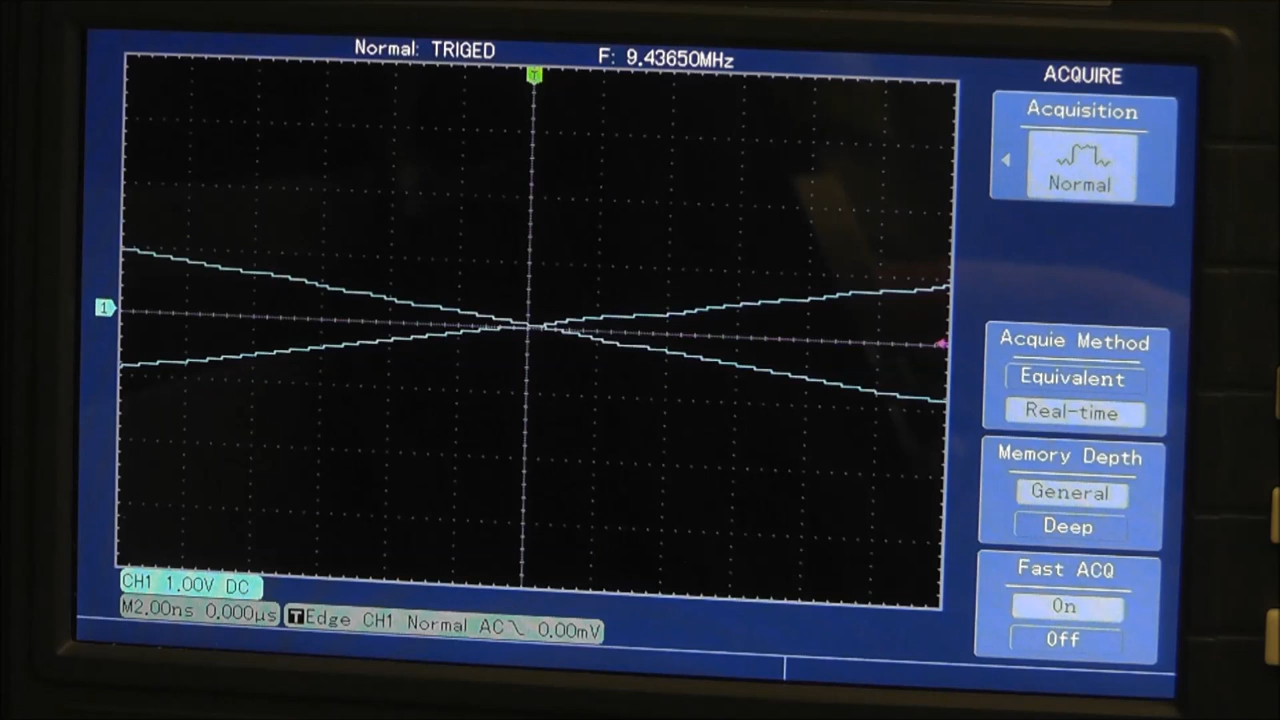 Normal: TRIGED
F: 9.43650MHz
ACQUIRE
T
Acquisition
Normal
1
Acquie Method
Equivalent
Real-time
Memory Depth
General
Deep
Fast ACQ
On
Off
CH1 1.00V DC
M2.00ns 0.000µs
T Edge CH1 Normal AC 0.00mV